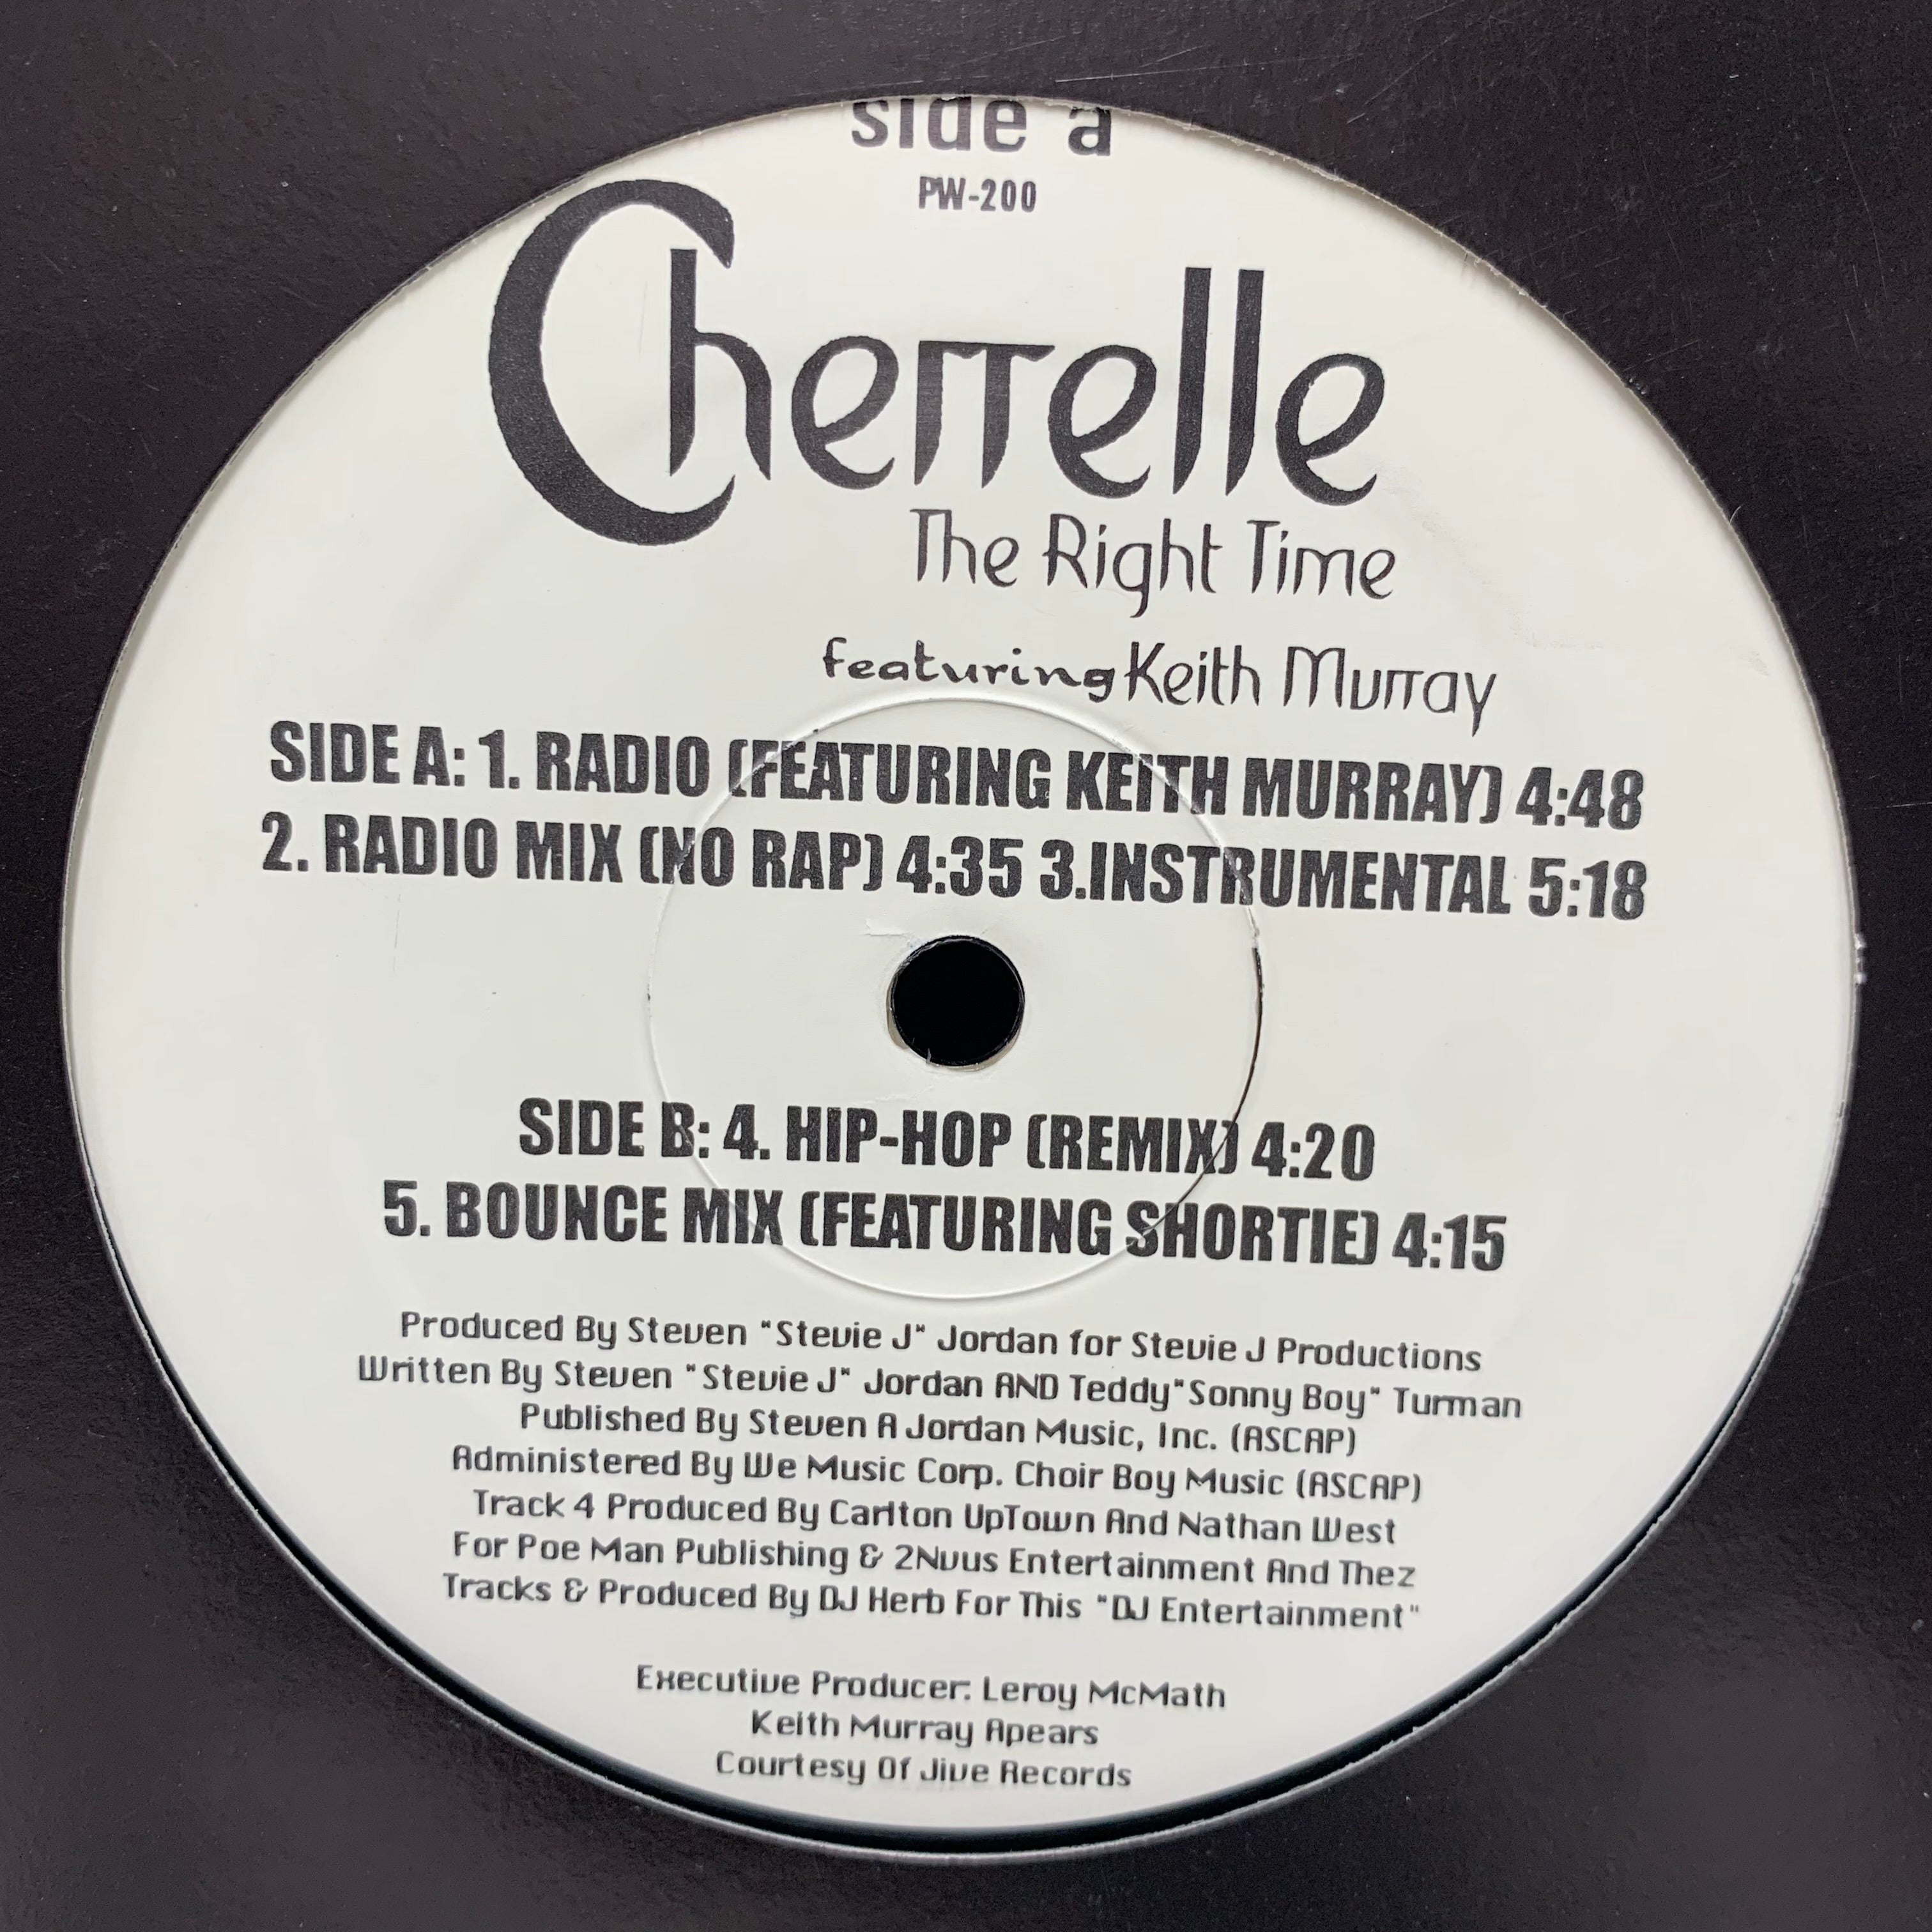 side a
PW-200
Cherrelle
The Right Time
featuring Keith Murray
SIDE A: 1. RADIO (FEATURING KEITH MURRAY) 4:48
2. RADIO MIX (NO RAP) 4:35 3.INSTRUMENTAL 5:18
SIDE B: 4. HIP-HOP (REMIX) 4:20
5. BOUNCE MIX (FEATURING SHORTIE) 4:15
Produced By Steven "Stevie J" Jordan for Stevie J Productions
Written By Steven "Stevie J" Jordan AND Teddy"Sonny Boy" Turman
Published By Steven A Jordan Music, Inc. (ASCAP)
Administered By We Music Corp. Choir Boy Music (ASCAP)
Track 4 Produced By Carlton UpTown And Nathan West
For Poe Man Publishing & 2Nuus Entertainment And Thez
Tracks & Produced By DJ Herb For This "DJ Entertainment"
Executive Producer: Leroy McMath
Keith Murray Apears
Courtesy Of Jive Records